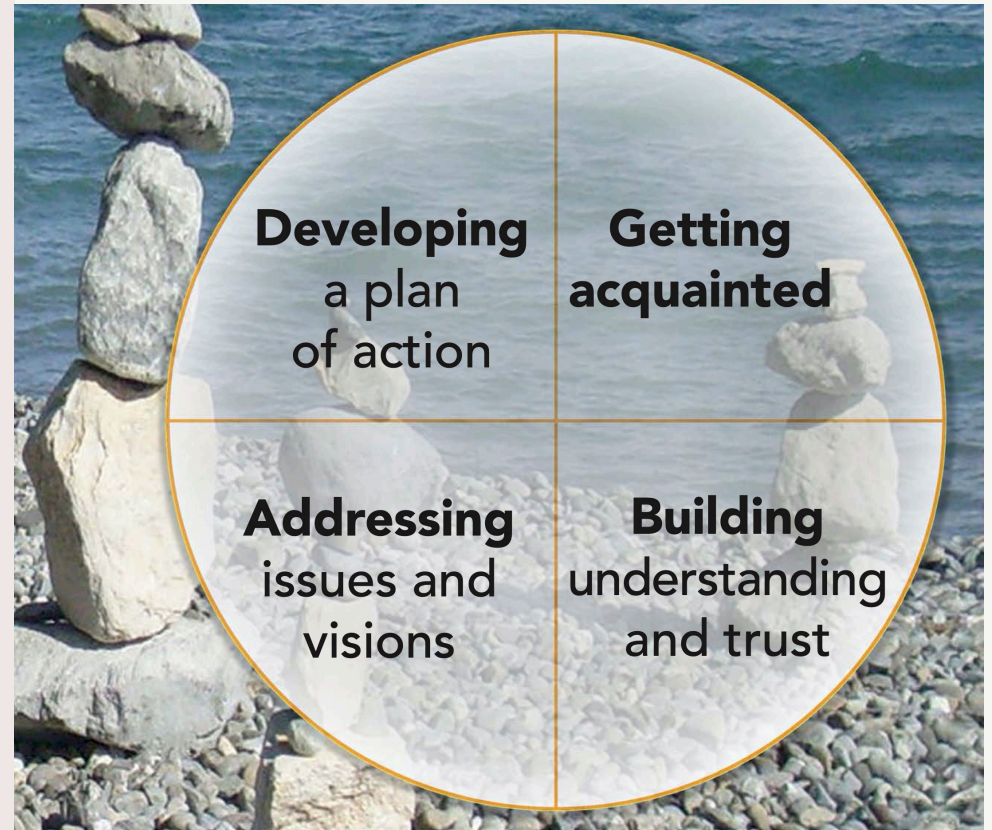 Developing
a plan
of action
Getting
acquainted
Addressing
issues and
visions
Building
understanding
and trust